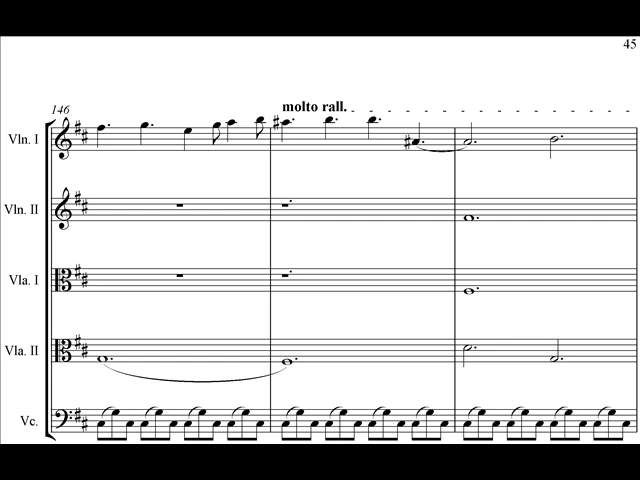 45
146
molto rall.
Vln. I
Vln. II
Vla. I
Vla. II
Vc.